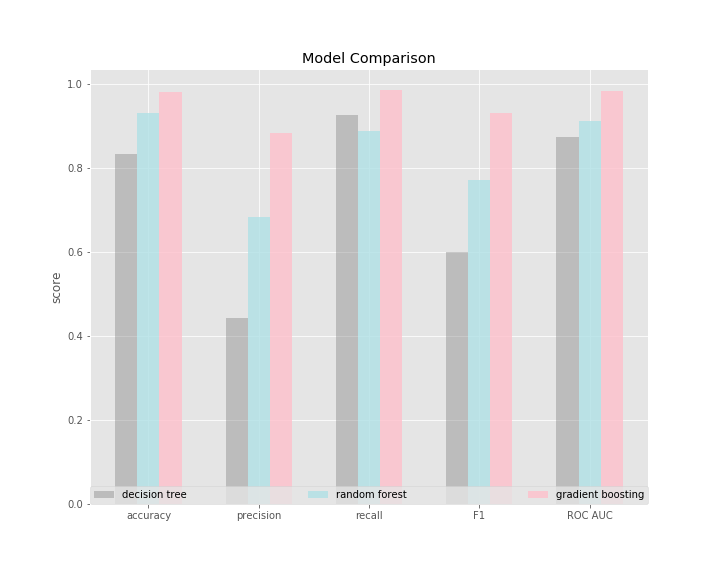 Model Comparison
1.0
0.8
0.6
0.4
0.2
0.0
score
decision tree random forest gradient boosting
accuracy precision recall F1 ROC AUC